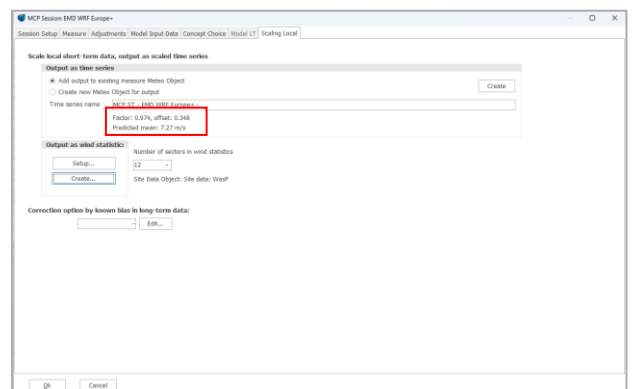 MCP Session: EMD WRF Europe+
Session Setup Measure Adjustments Model Input Data Concept Choice Model LT Scaling Local
Scale local short-term data, output as scaled time series
Output as time series
Add output to existing measure Meteo Object
Create new Meteo Object for output
Create
Time series name MCP ST - EMD WRF Europe+ -
Factor: 0.974, offset: 0.348
Predicted mean: 7.27 m/s
Output as wind statistic:
Number of sectors in wind statistics
Setup...
12
Create...
Site Data Object: Site data: WasP
Correction option by known bias in long-term data:
Edit...
Ok Cancel